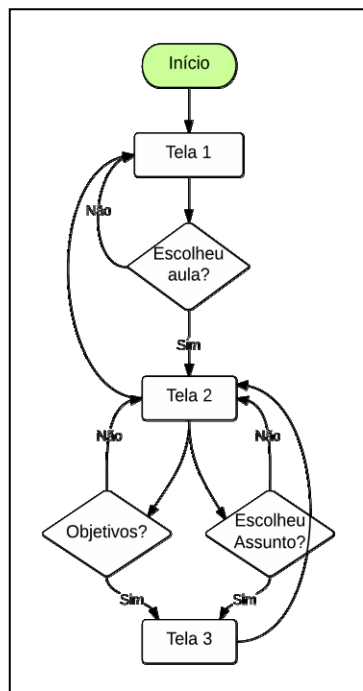 Início
Tela 1
Não
Escolheu
aula?
Sim
Tela 2
Não
Não
Objetivos?
Escolheu
Assunto?
Sim
Sim
Tela 3